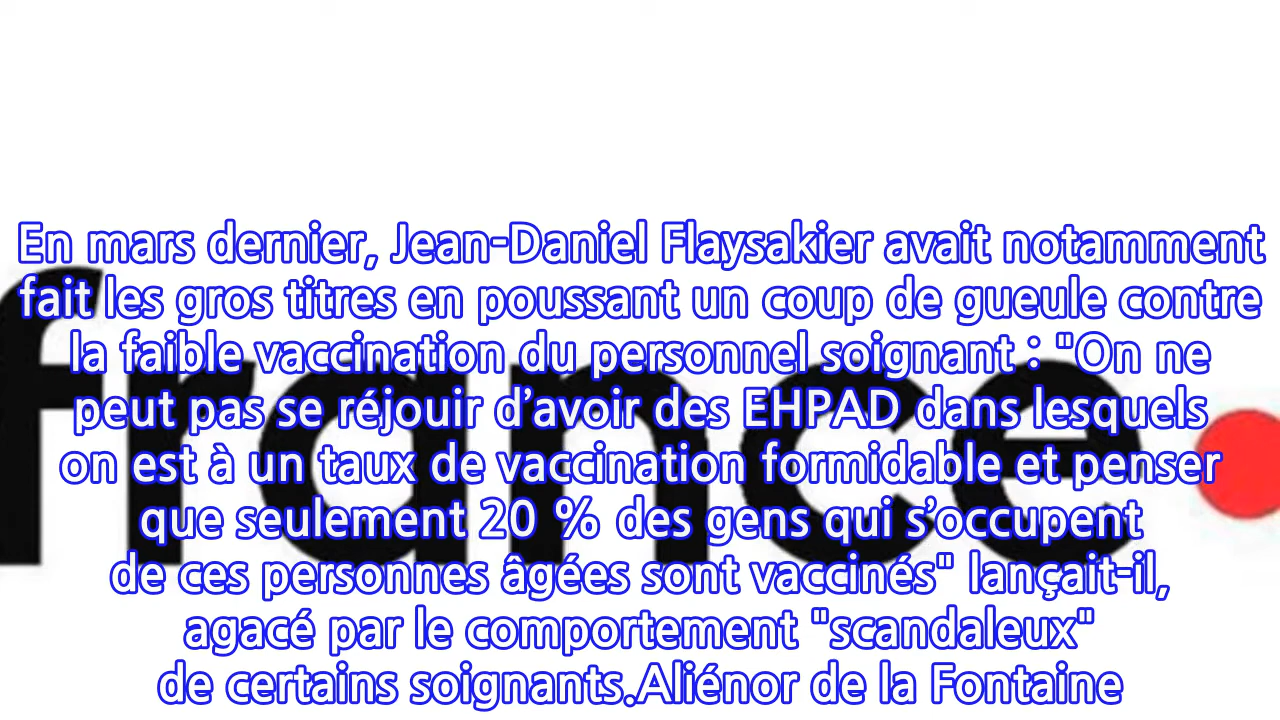 En mars dernier, Jean-Daniel Flaysakier avait notamment
fait les gros titres en poussant un coup de gueule contre
la faible vaccination du personnel soignant : "On ne
peut pas se réjouir d’avoir des EHPAD dans lesquels
on est à un taux de vaccination formidable et penser
que seulement 20 % des gens qui s’occupent
de ces personnes âgées sont vaccinés" lançait-il,
agacé par le comportement "scandaleux"
de certains soignants.Aliénor de la Fontaine
france